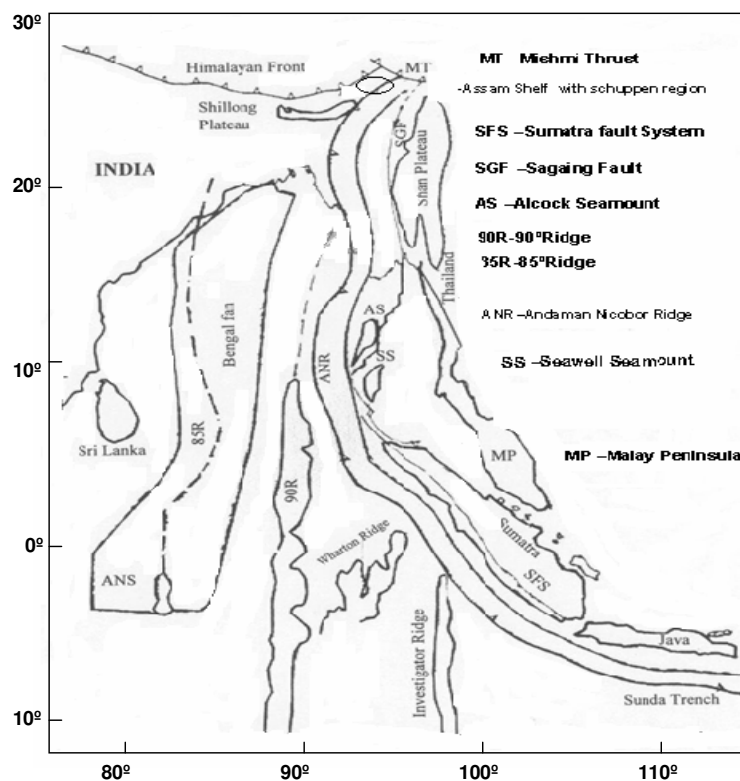 30º
20º
10º
0º
10º
80º
90º
100º
110º
Himalayan Front
MT
Shillong
Plateau
INDIA
SGF
Shan Plateau
Thailand
Bengal fan
85R
Sri Lanka
ANS
90R
ANR
AS
SS
MP
Wharton Ridge
Investigator Ridge
Sumatra
SFS
Java
Sunda Trench
MT Miehmi Thruet
-Assam Shelf with schuppen region
SFS –Sumatra fault System
SGF – Sagaing Fault
AS –Alcock Seamount
90R-90ºRidge
85R-85ºRidge
ANR –Andaman Nicobor Ridge
SS –Seawell Seamount
MP –Malay Peninsula